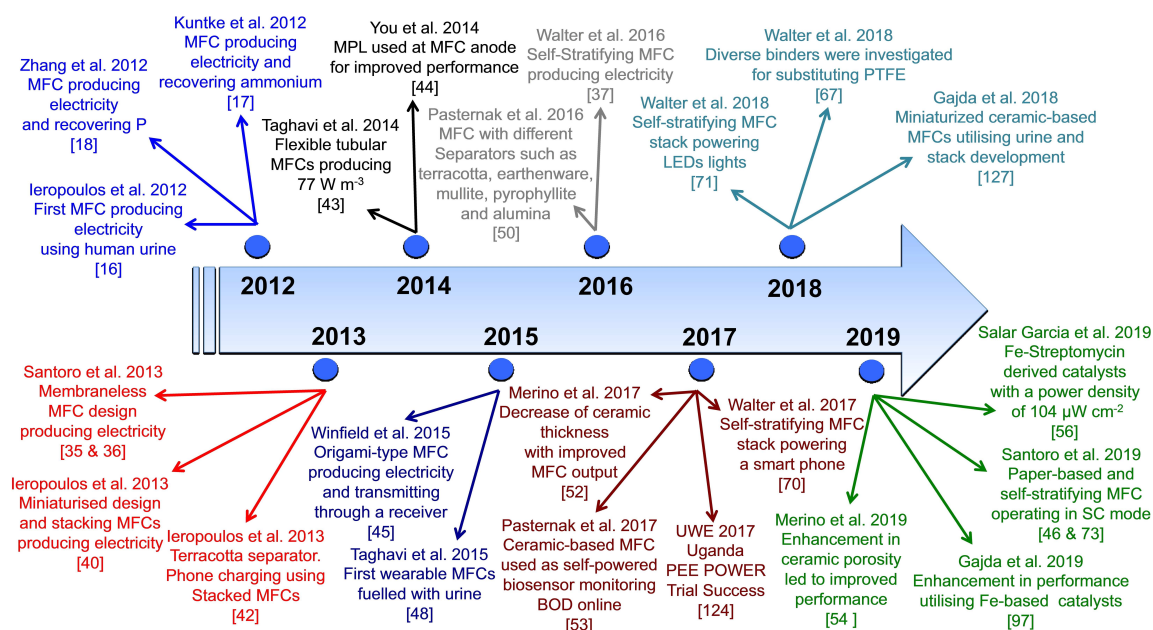 Zhang et al. 2012
MFC producing
electricity
and recovering P
[18]
Kuntke et al. 2012
MFC producing
electricity and
recovering ammonium
[17]
Ieropoulos et al. 2012
First MFC producing
electricity
using human urine
[16]
You et al. 2014
MPL used at MFC anode
for improved performance
[44]
Taghavi et al. 2014
Flexible tubular
MFCs producing
77 W m⁻³
[43]
Walter et al. 2016
Self-Stratifying MFC
producing electricity
[37]
Pasternak et al. 2016
MFC with different
Separators such as
terracotta, earthenware,
mullite, pyrophyllite
and alumina
[50]
Walter et al. 2018
Diverse binders were investigated
for substituting PTFE
[67]
Walter et al. 2018
Self-stratifying MFC
stack powering
LEDs lights
[71]
Gajda et al. 2018
Miniaturized ceramic-based
MFCs utilising urine and
stack development
[127]
2012
2014
2016
2018
2013
2015
2017
2019
Santoro et al. 2013
Membraneless
MFC design
producing electricity
[35 & 36]
Ieropoulos et al. 2013
Miniaturised design
and stacking MFCs
producing electricity
[40]
Ieropoulos et al. 2013
Terracotta separator.
Phone charging using
Stacked MFCs
[42]
Winfield et al. 2015
Origami-type MFC
producing electricity
and transmitting
through a receiver
[45]
Taghavi et al. 2015
First wearable MFCs
fuelled with urine
[48]
Merino et al. 2017
Decrease of ceramic
thickness
with improved
MFC output
[52]
Pasternak et al. 2017
Ceramic-based MFC
used as self-powered
biosensor monitoring
BOD online
[53]
Walter et al. 2017
Self-stratifying MFC
stack powering
a smart phone
[70]
UWE 2017
Uganda
PEE POWER
Trial Success
[124]
Salar Garcia et al. 2019
Fe-Streptomycin
derived catalysts
with a power density
of 104 µW cm⁻²
[56]
Santoro et al. 2019
Paper-based and
self-stratifying MFC
operating in SC mode
[46 & 73]
Merino et al. 2019
Enhancement in
ceramic porosity
led to improved
performance
[54 ]
Gajda et al. 2019
Enhancement in performance
utilising Fe-based catalysts
[97]